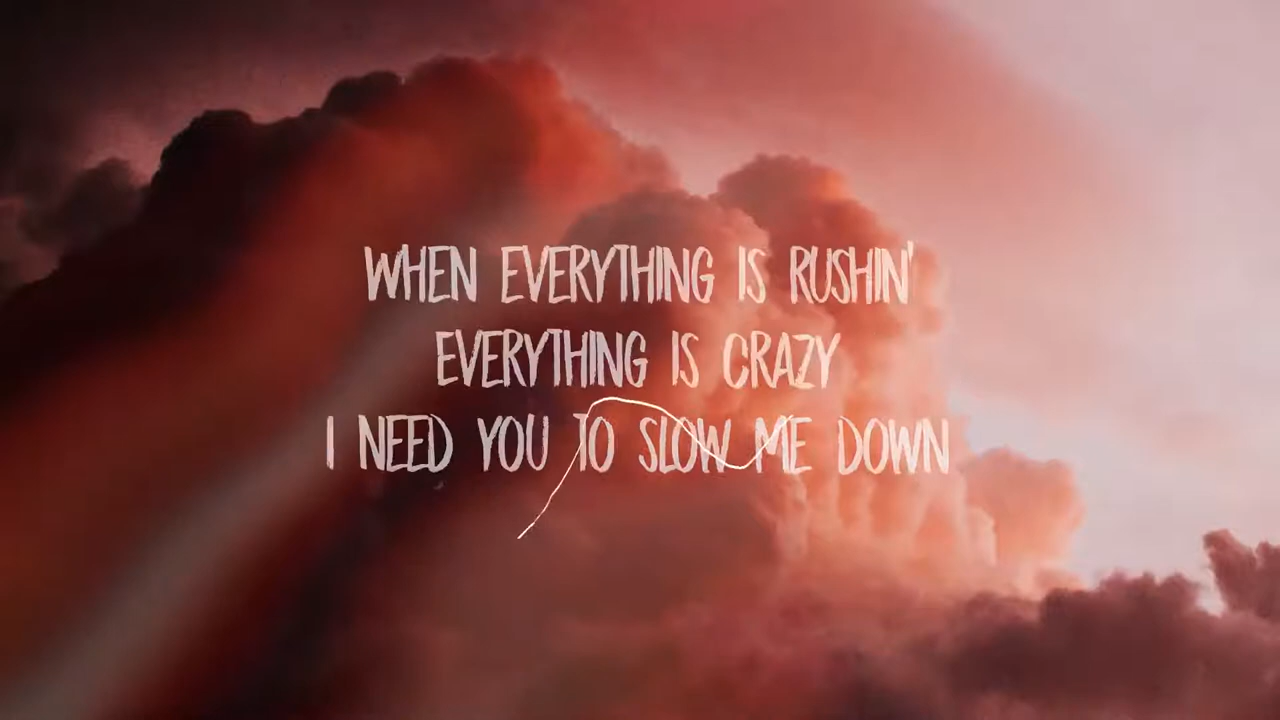 WHEN EVERYTHING IS RUSHIN'
EVERYTHING IS CRAZY
I NEED YOU TO SLOW ME DOWN